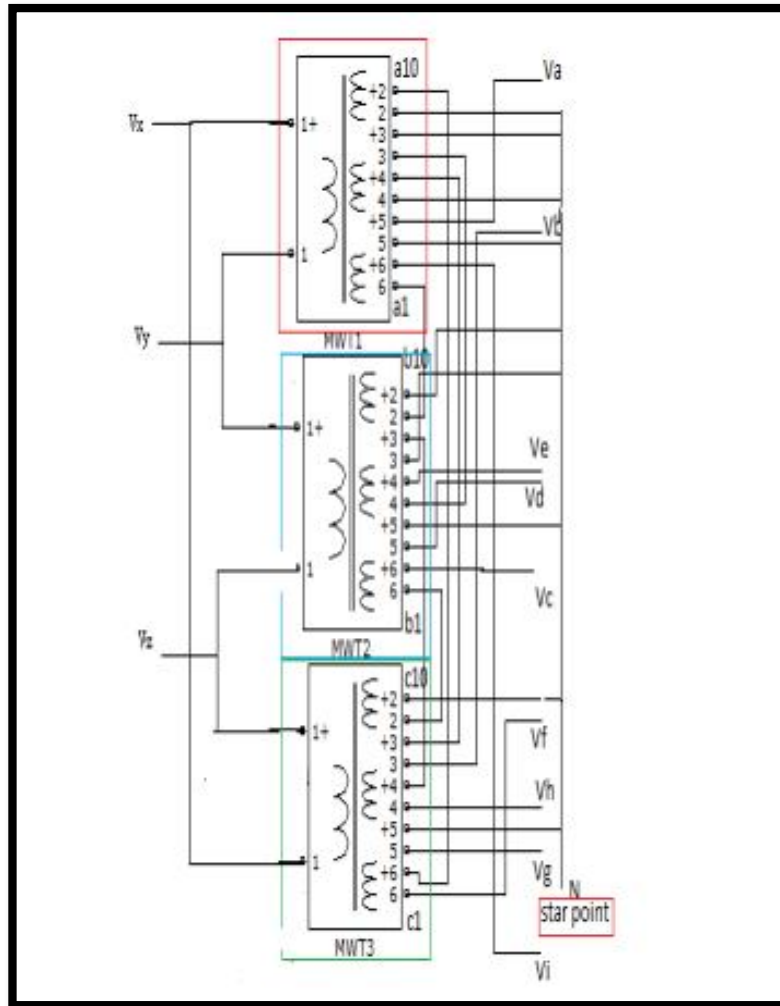 a10
Va
+2
2
Vx
1+
+3
3
+4
4
+5
Vb
5
1
+6
6
a1
Vy
MWT1
b10
+2
2
1+
+3
3
Ve
+4
Vd
4
+5
5
1
+6
Vc
6
b1
Vz
MWT2
c10
+2
2
Vf
1+
+3
3
+4
Vh
4
+5
5
Vg
1
+6
N
6
star point
c1
MWT3
Vi